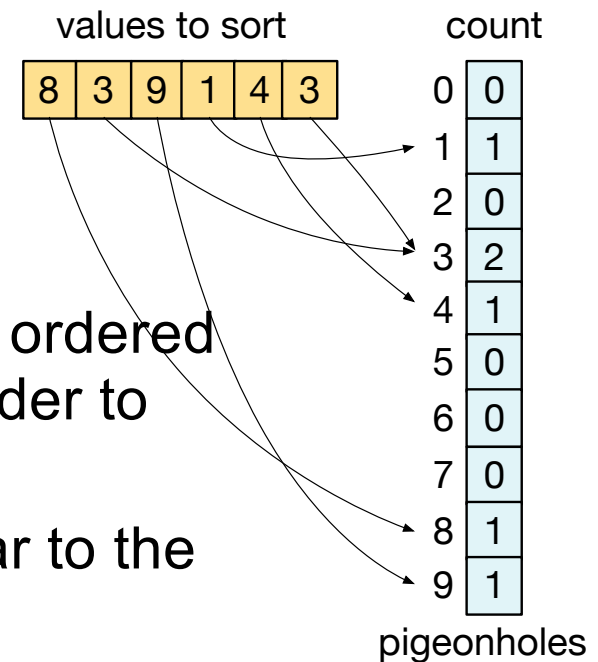 values to sort count
8 3 9 1 4 3
0 0
1 1
2 0
3 2
4 1
ordered
5 0
der to
6 0
7 0
8 1
ar to the
9 1
pigeonholes